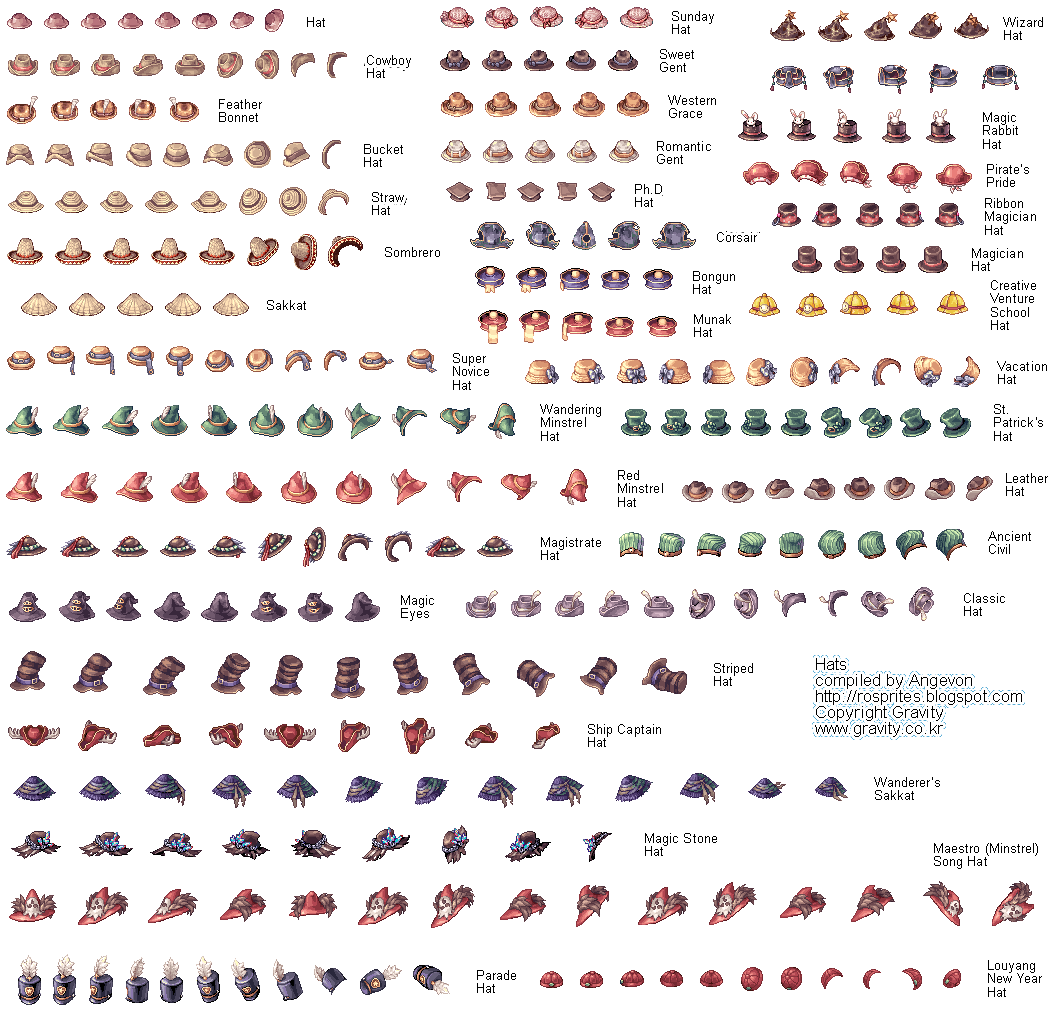 Hat
Sunday
Hat
Wizard
Hat
Cowboy
Hat
Sweet
Gent
Feather
Bonnet
Western
Grace
Magic
Rabbit
Hat
Bucket
Hat
Romantic
Gent
Pirate's
Pride
Straw
Hat
Ph.D
Hat
Ribbon
Magician
Hat
Sombrero
Corsair
Magician
Hat
Sakkat
Bongun
Hat
Creative
Venture
School
Hat
Munak
Hat
Super
Novice
Hat
Vacation
Hat
Wandering
Minstrel
Hat
St.
Patrick's
Hat
Red
Minstrel
Hat
Leather
Hat
Magistrate
Hat
Ancient
Civil
Magic
Eyes
Classic
Hat
Striped
Hat
Hats
compiled by Angevon
http://rosprites.blogspot.com
Copyright Gravity
www.gravity.co.kr
Ship Captain
Hat
Wanderer's
Sakkat
Magic Stone
Hat
Maestro (Minstrel)
Song Hat
Parade
Hat
Louyang
New Year
Hat